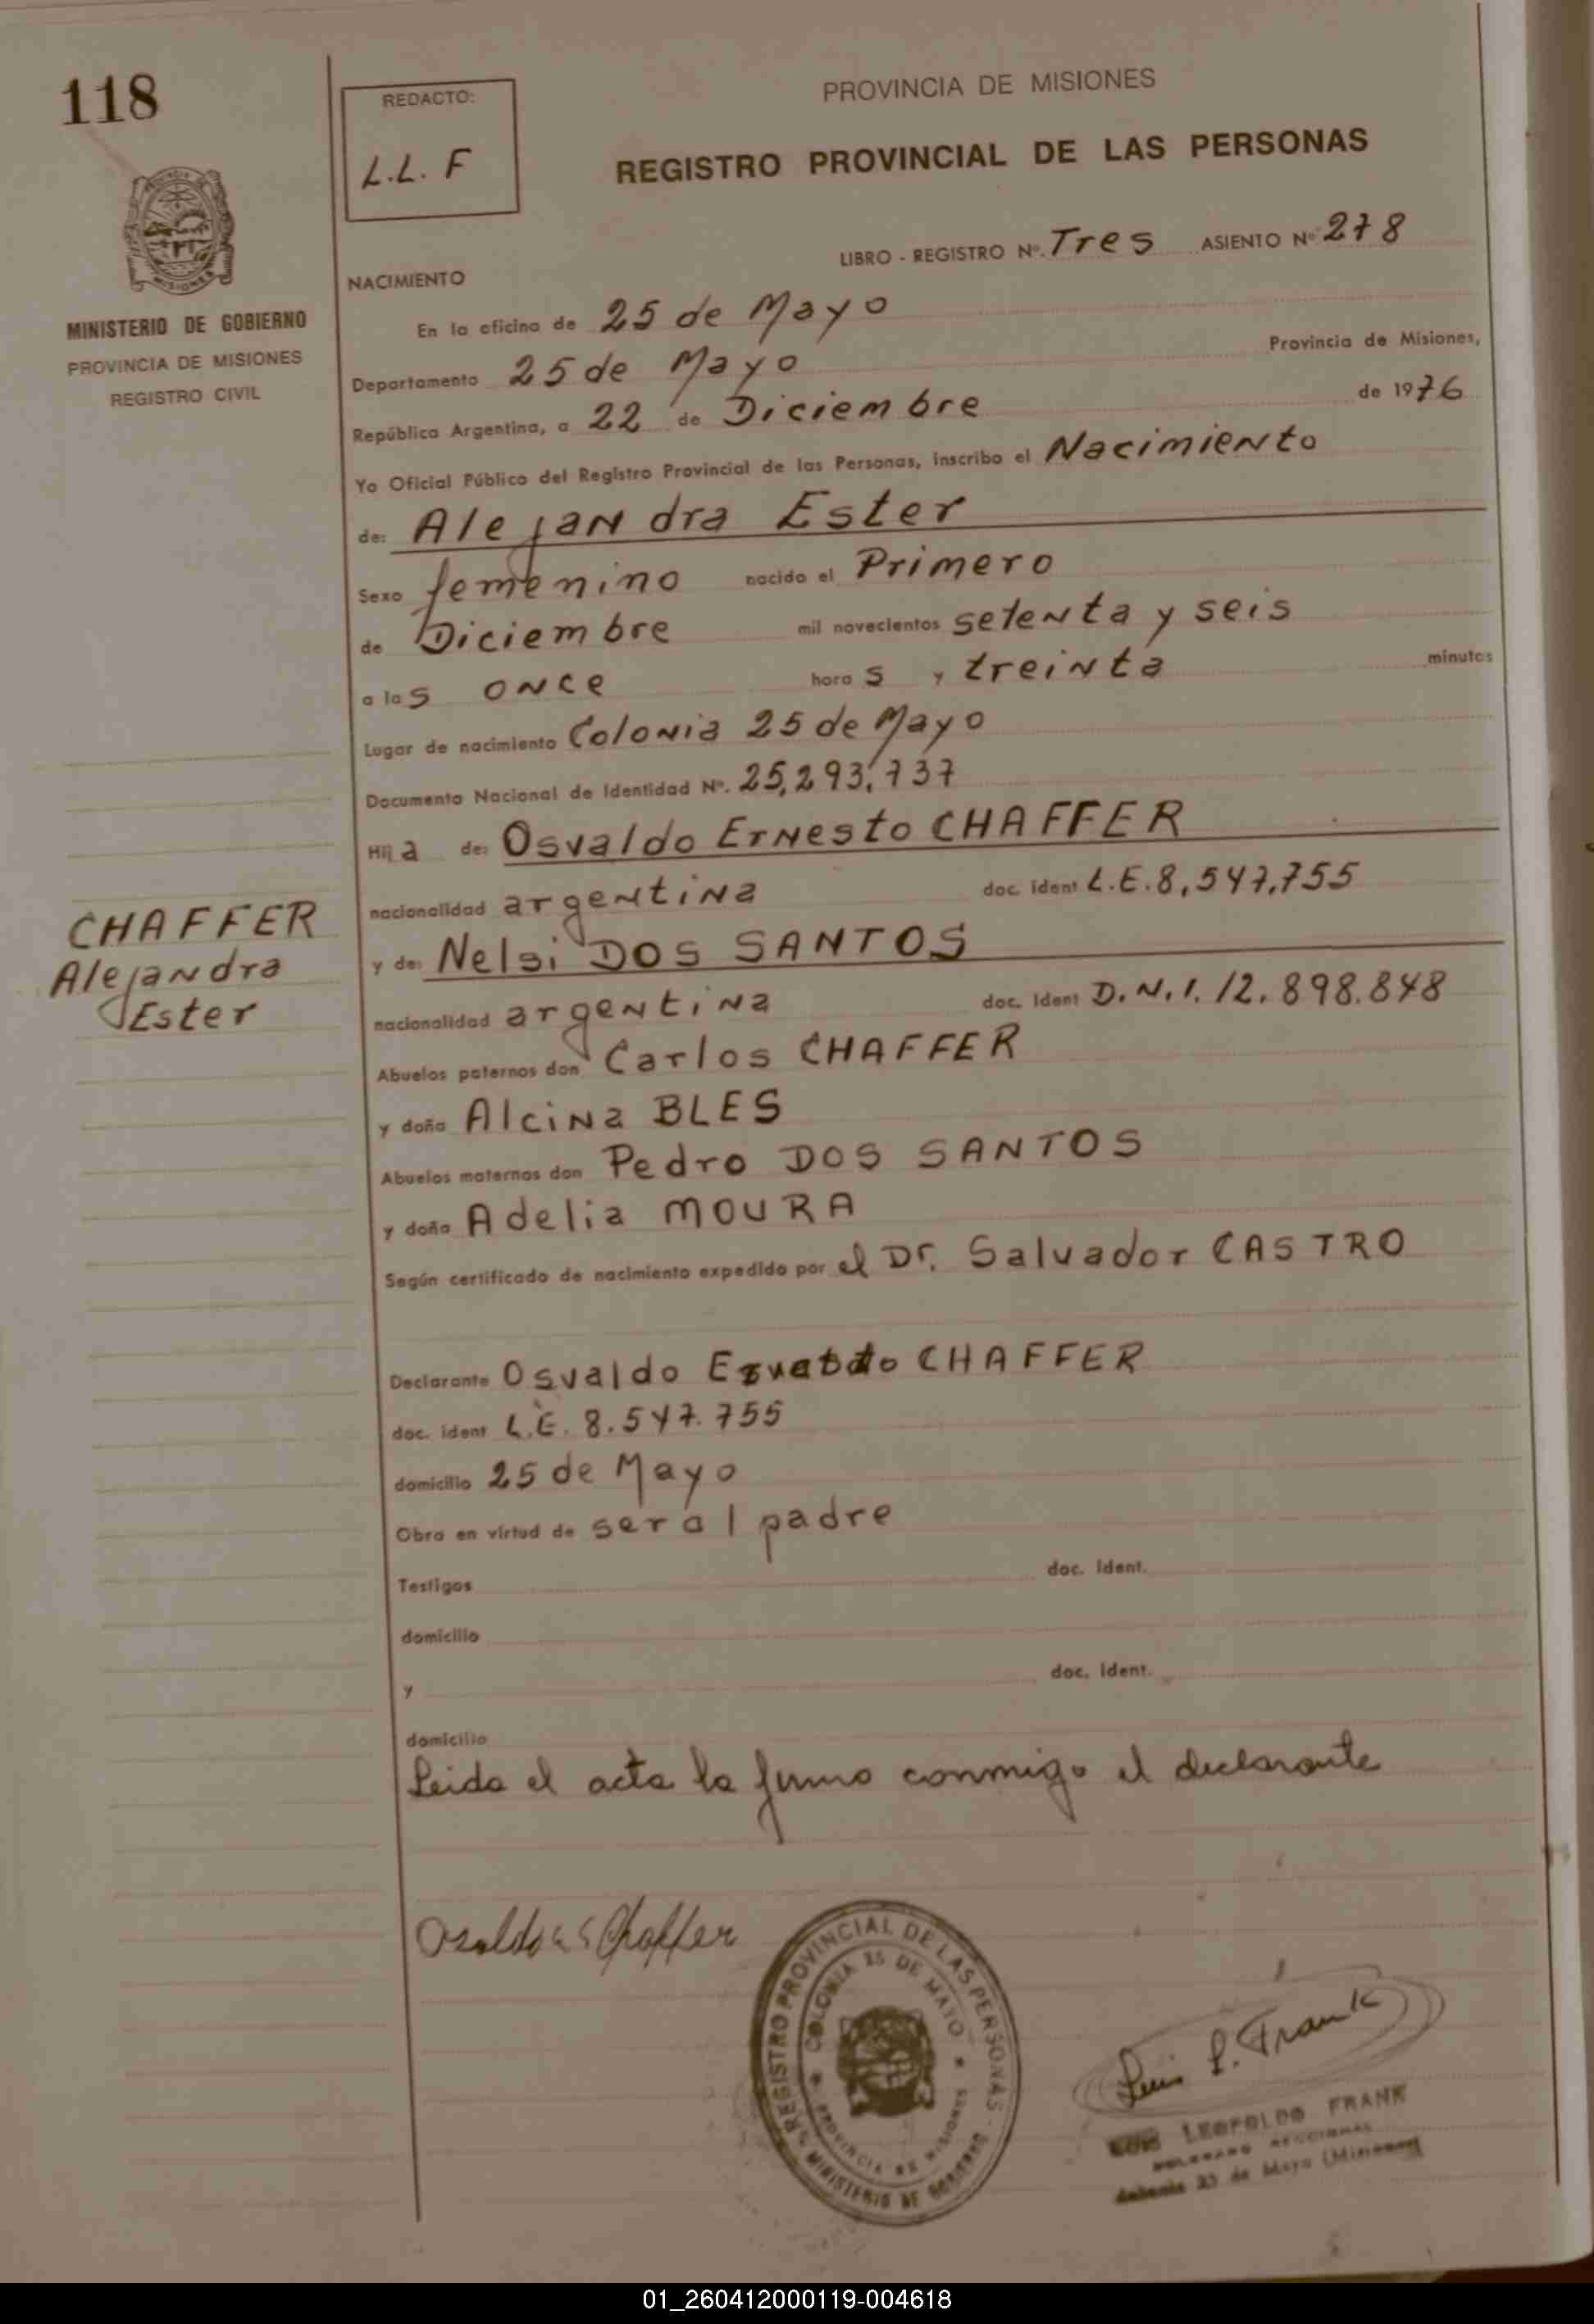 118
REDACTO:
L.L. F
PROVINCIA DE MISIONES
REGISTRO PROVINCIAL DE LAS PERSONAS
LIBRO - REGISTRO Nº. Tres ASIENTO Nº 278
MINISTERIO DE GOBIERNO
PROVINCIA DE MISIONES
REGISTRO CIVIL
NACIMIENTO
En la oficina de 25 de Mayo
Departamento 25 de Mayo Provincia de Misiones,
República Argentina, a 22 de Diciembre de 1976
Yo Oficial Público del Registro Provincial de las Personas, inscribo el Nacimiento
de: Alejandra Ester
Sexo femenino nacido el Primero
de Diciembre mil novecientos setenta y seis
a las once horas y treinta minutos
Lugar de nacimiento Colonia 25 de Mayo
Documento Nacional de Identidad Nº. 25,293,737
Hija de: Osvaldo Ernesto CHAFFER
nacionalidad argentina doc. ident L.E. 8,547,755
CHAFFER
Alejandra
Ester
y de: Nelsi DOS SANTOS
nacionalidad argentina doc. Ident D.N.I. 12.898.848
Abuelos paternos don Carlos CHAFFER
y doña Alcina BLES
Abuelos maternos don Pedro DOS SANTOS
y doña Adelia MOURA
Según certificado de nacimiento expedido por el Dr. Salvador CASTRO
Declarante Osvaldo CHAFFER
doc. ident L.E. 8.547.755
domicilio 25 de Mayo
Obra en virtud de ser al padre
Testigos doc. Ident.
domicilio
y doc. Ident.
domicilio
Leida el acta la firma conmigo el declarante
Chaffer
REGISTRO PROVINCIAL DE LAS PERSONAS
COLONIA 25 DE MAYO
PROVINCIA DE MISIONES
MINISTERIO DE GOBIERNO
Luis L. Frank
LUIS LEOPOLDO FRANK
Colonia 25 de Mayo (Misiones)
01_260412000119-004618